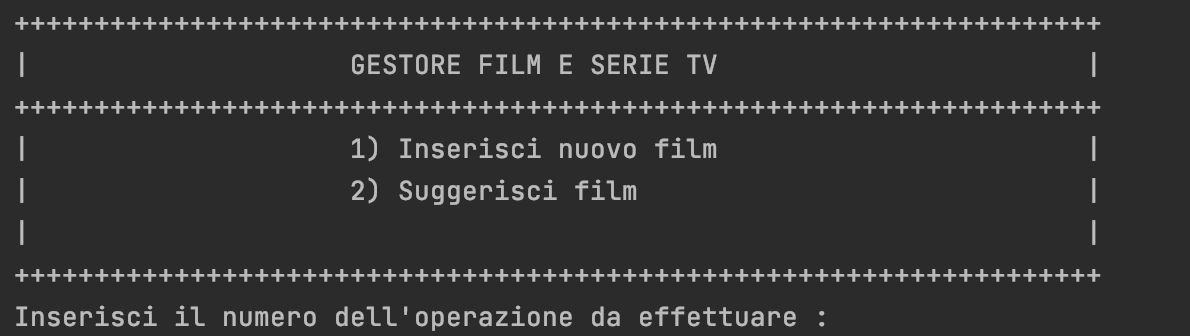 ++++++++++++++++++++++++++++++++++++++++++++++++++++++++++++++++++++
|                    GESTORE FILM E SERIE TV                       |
++++++++++++++++++++++++++++++++++++++++++++++++++++++++++++++++++++
|                    1) Inserisci nuovo film                       |
|                    2) Suggerisci film                            |
|                                                                  |
++++++++++++++++++++++++++++++++++++++++++++++++++++++++++++++++++++
Inserisci il numero dell'operazione da effettuare :